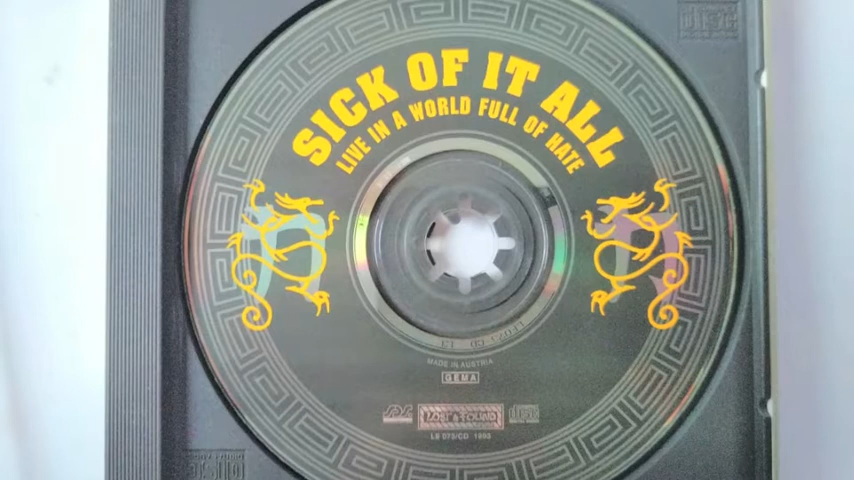 SICK OF IT ALL
LIVE IN A WORLD FULL OF HATE
MADE IN AUSTRIA
GEMA
LOST & FOUND
LF 073/CD 1993